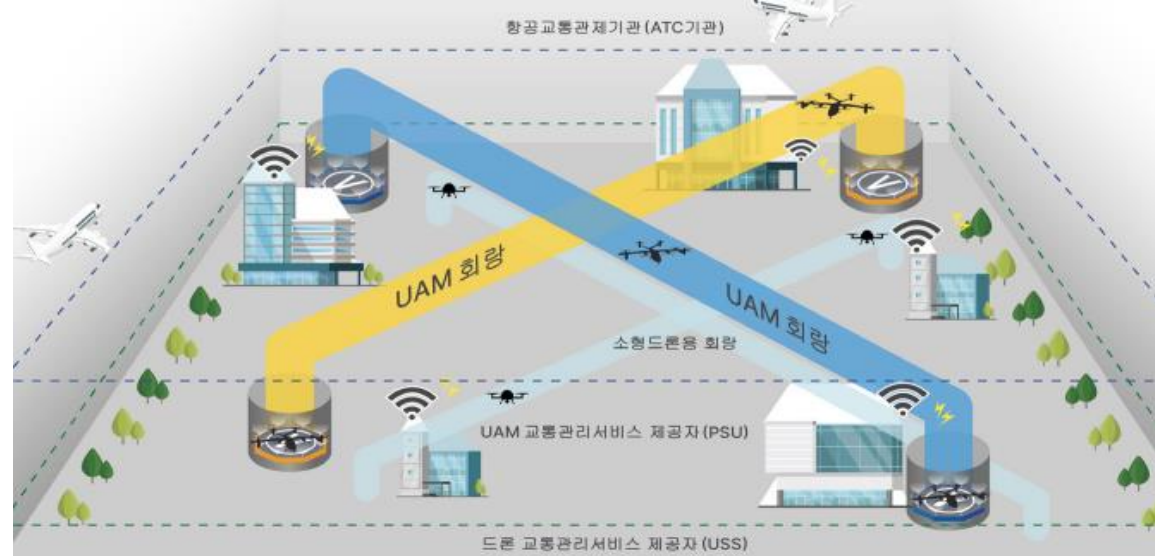 항공교통관제기관(ATC기관)
UAM 회랑
UAM 회랑
소형드론용 회랑
UAM 교통관리서비스 제공자(PSU)
드론 교통관리서비스 제공자(USS)